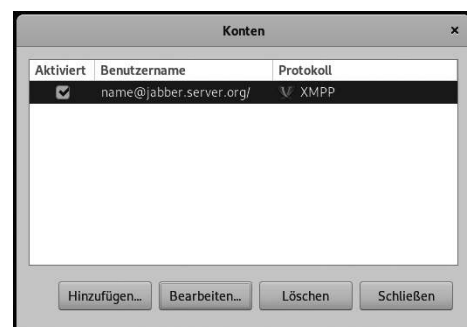 Konten ×
Aktiviert Benutzername Protokoll
name@jabber.server.org/ XMPP
Hinzufügen... Bearbeiten... Löschen Schließen